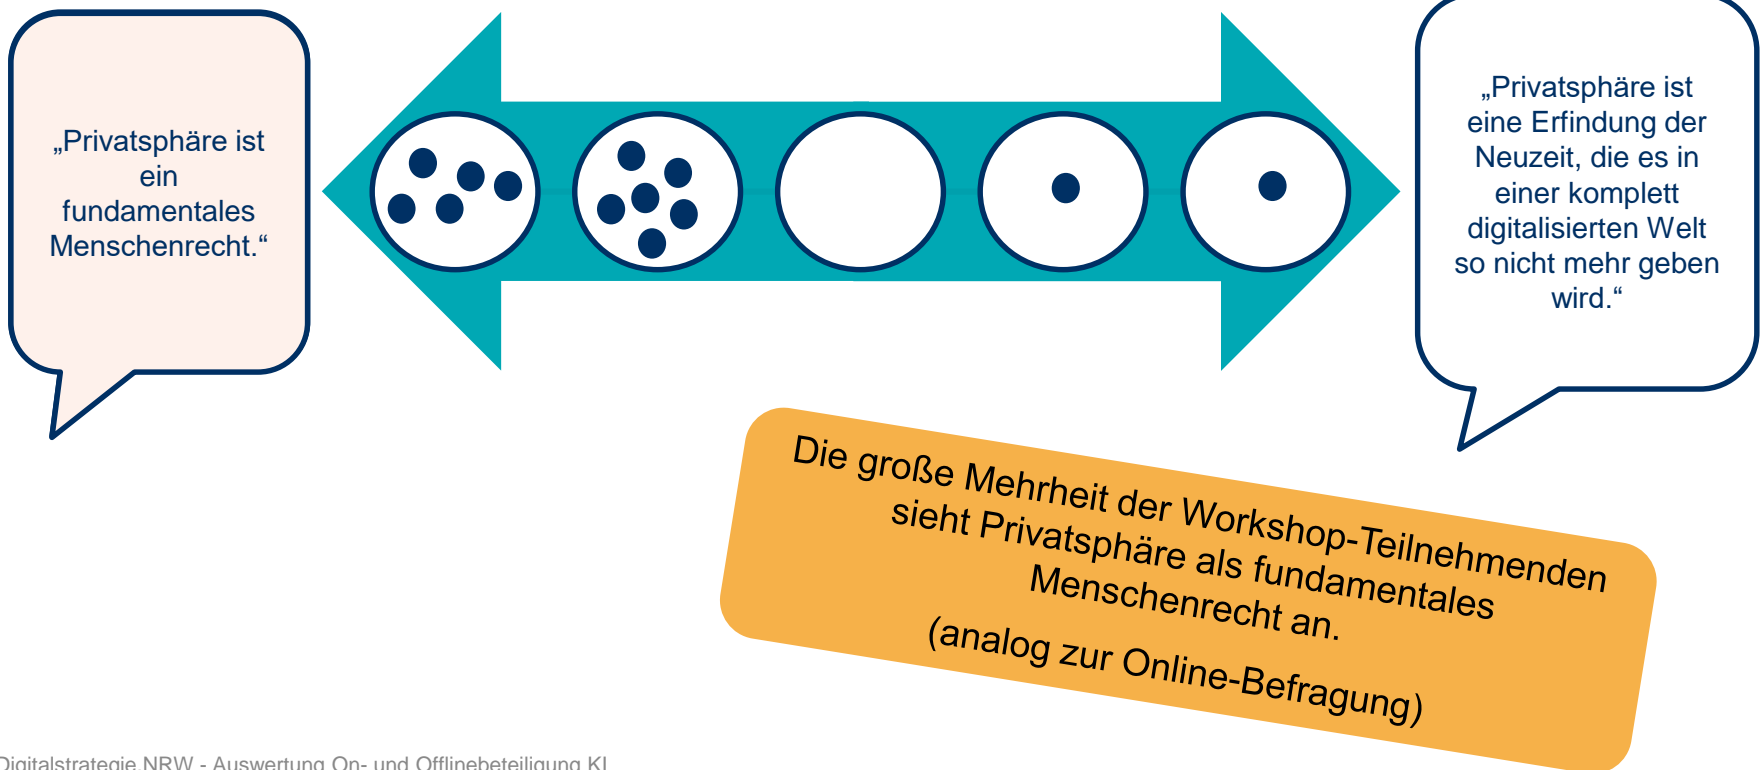 „Privatsphäre ist
ein
fundamentales
Menschenrecht.“
„Privatsphäre ist
eine Erfindung der
Neuzeit, die es in
einer komplett
digitalisierten Welt
so nicht mehr geben
wird.“
Die große Mehrheit der Workshop-Teilnehmenden
sieht Privatsphäre als fundamentales
Menschenrecht an.
(analog zur Online-Befragung)
Digitalstrategie.NRW - Auswertung On- und Offlinebeteiligung KI